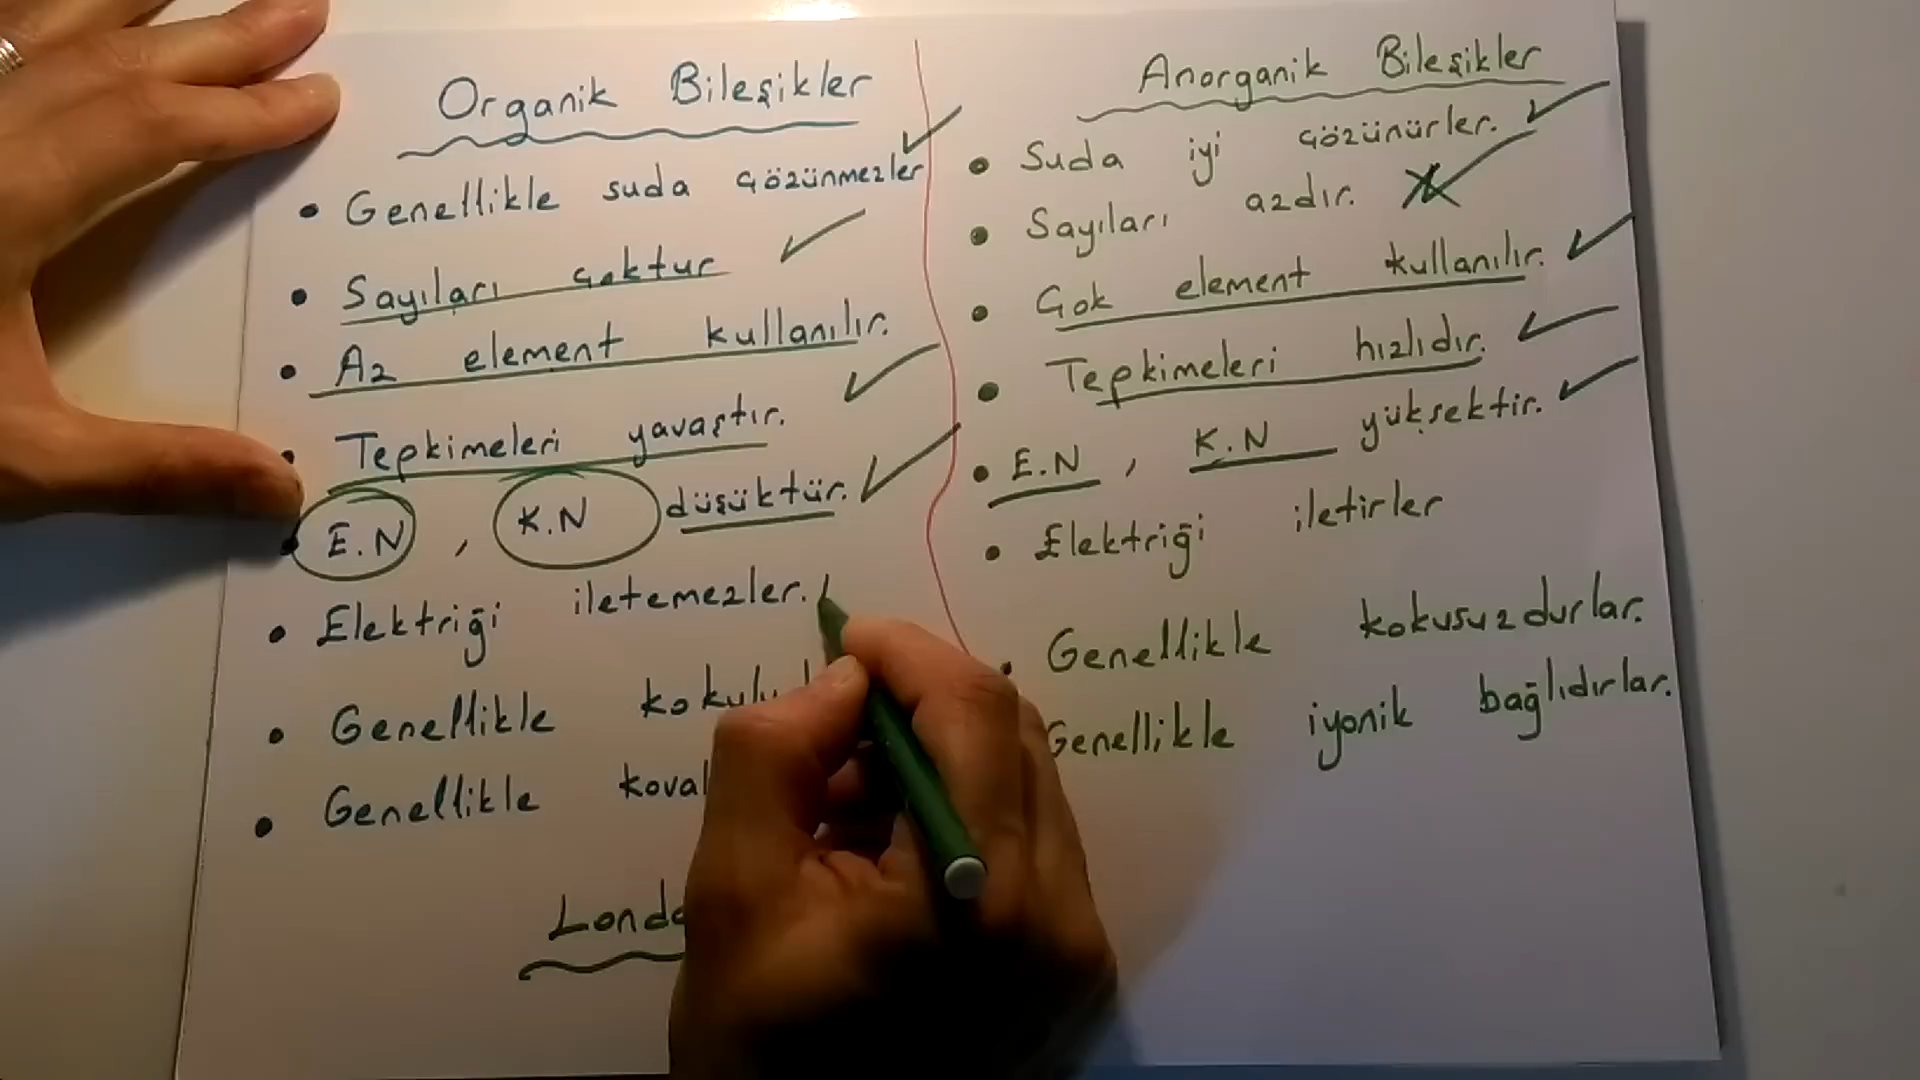 Organik Bileşikler
• Genellikle suda çözünmezler
• Sayıları çoktur
• Az element kullanılır.
• Tepkimeleri yavaştır.
• E.N , K.N düşüktür.
• Elektriği iletemezler.
• Genellikle
• Genellikle
Anorganik Bileşikler
• Suda iyi çözünürler.
• Sayıları azdır.
• Çok element kullanılır.
• Tepkimeleri hızlıdır.
• E.N , K.N yüksektir.
• Elektriği iletirler
• Genellikle kokusuzdurlar.
Genellikle iyonik bağlıdırlar.